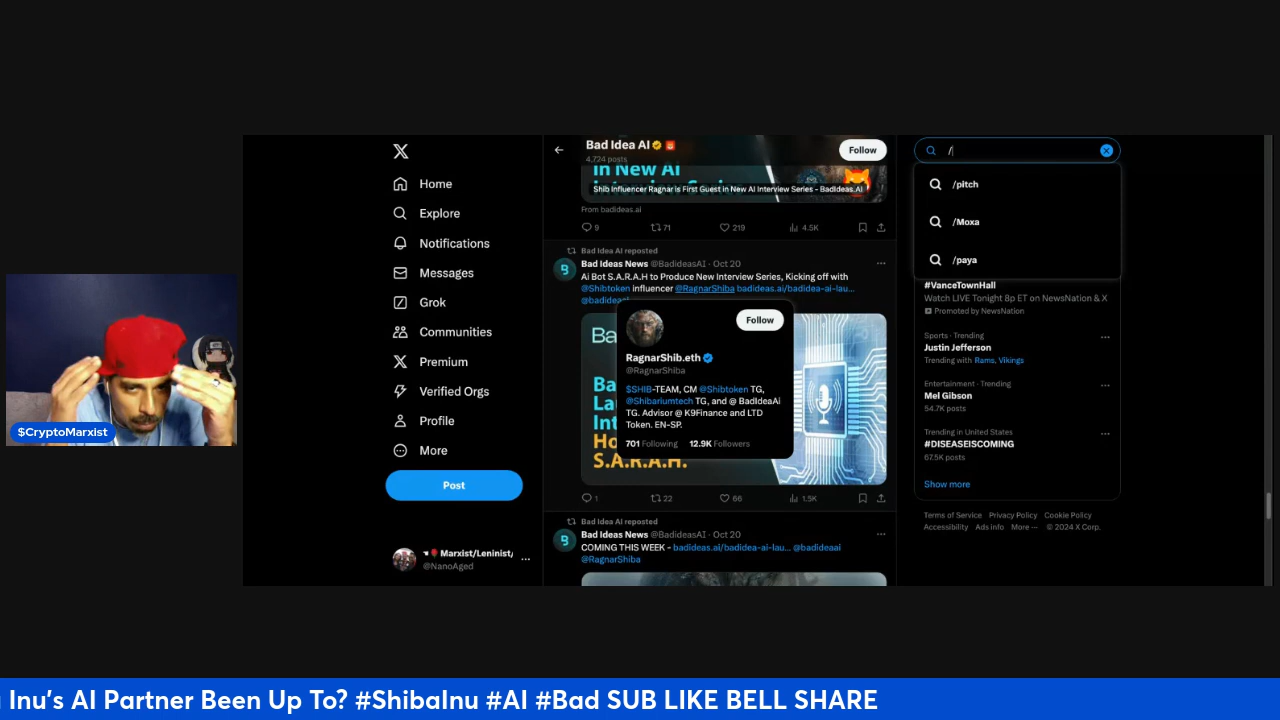 $CryptoMarxist
Home
Explore
Notifications
Messages
Grok
Communities
Premium
Verified Orgs
Profile
More
Post
Marxist/Leninist/
@NanoAged
Bad Idea AI
4,724 posts
Follow
in New AI
Shib Influencer Ragnar is First Guest in New AI Interview Series - BadIdeas.AI
From badideas.ai
9 71 219 4.5K
Bad Idea AI reposted
Bad Ideas News @BadideasAI · Oct 20
Ai Bot S.A.R.A.H to Produce New Interview Series, Kicking off with
@Shibtoken influencer @RagnarShiba badideas.ai/badidea-ai-lau...
@badideaai
Follow
RagnarShib.eth
@RagnarShiba
$SHIB-TEAM, CM @Shibtoken TG,
@Shibariumtech TG, and @ BadIdeaAi
TG. Advisor @ K9Finance and LTD
Token. EN-SP.
701 Following 12.9K Followers
Ba
Ba
La
Int
Ho
S.A.R.A.H.
1 22 66 1.5K
Bad Idea AI reposted
Bad Ideas News @BadideasAI · Oct 20
COMING THIS WEEK - badideas.ai/badidea-ai-lau... @badideaai
@RagnarShiba
/
/pitch
/Moxa
/paya
#VanceTownHall
Watch LIVE Tonight 8p ET on NewsNation & X
Promoted by NewsNation
Sports · Trending
Justin Jefferson
Trending with Rams, Vikings
Entertainment · Trending
Mel Gibson
54.7K posts
Trending in United States
#DISEASEISCOMING
67.5K posts
Show more
Terms of Service Privacy Policy Cookie Policy
Accessibility Ads info More ··· © 2024 X Corp.
Inu's AI Partner Been Up To? #ShibaInu #AI #Bad SUB LIKE BELL SHARE